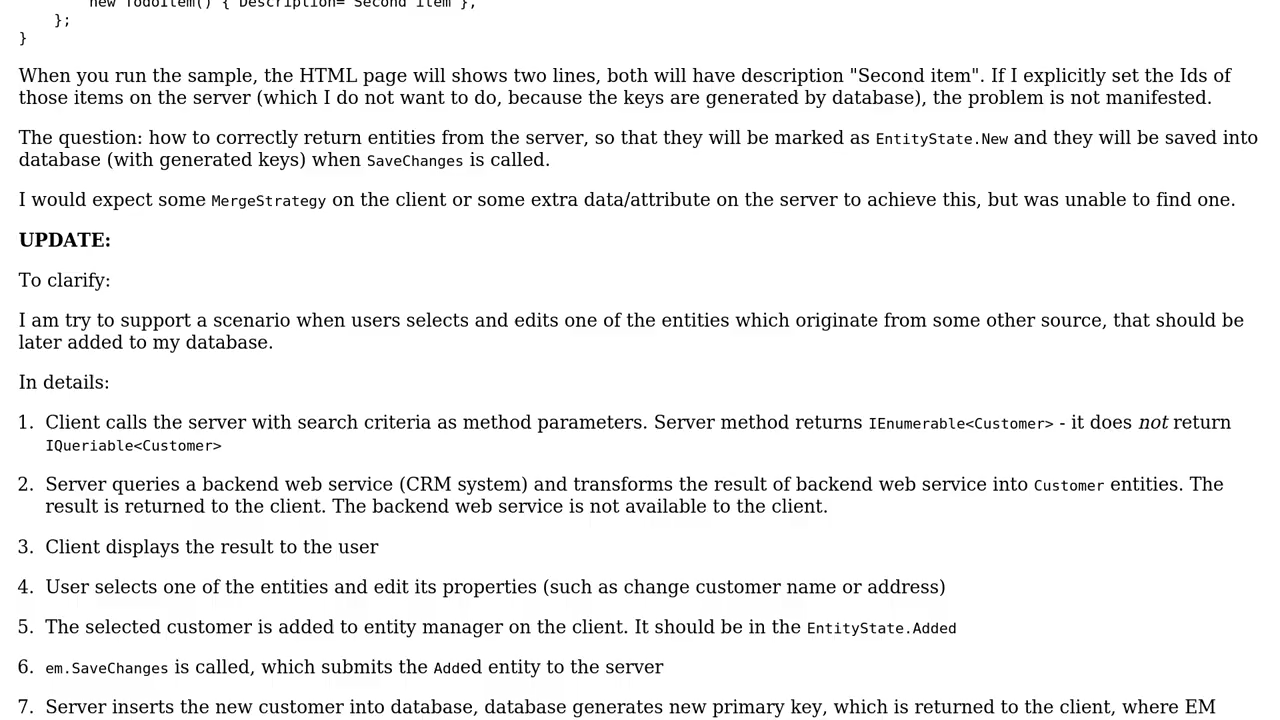 new TodoItem() { Description="Second item"},
};
}
When you run the sample, the HTML page will shows two lines, both will have description "Second item". If I explicitly set the Ids of
those items on the server (which I do not want to do, because the keys are generated by database), the problem is not manifested.
The question: how to correctly return entities from the server, so that they will be marked as EntityState.New and they will be saved into
database (with generated keys) when SaveChanges is called.
I would expect some MergeStrategy on the client or some extra data/attribute on the server to achieve this, but was unable to find one.
UPDATE:
To clarify:
I am try to support a scenario when users selects and edits one of the entities which originate from some other source, that should be
later added to my database.
In details:
1. Client calls the server with search criteria as method parameters. Server method returns IEnumerable<Customer> - it does not return
IQueriable<Customer>
2. Server queries a backend web service (CRM system) and transforms the result of backend web service into Customer entities. The
result is returned to the client. The backend web service is not available to the client.
3. Client displays the result to the user
4. User selects one of the entities and edit its properties (such as change customer name or address)
5. The selected customer is added to entity manager on the client. It should be in the EntityState.Added
6. em.SaveChanges is called, which submits the Added entity to the server
7. Server inserts the new customer into database, database generates new primary key, which is returned to the client, where EM